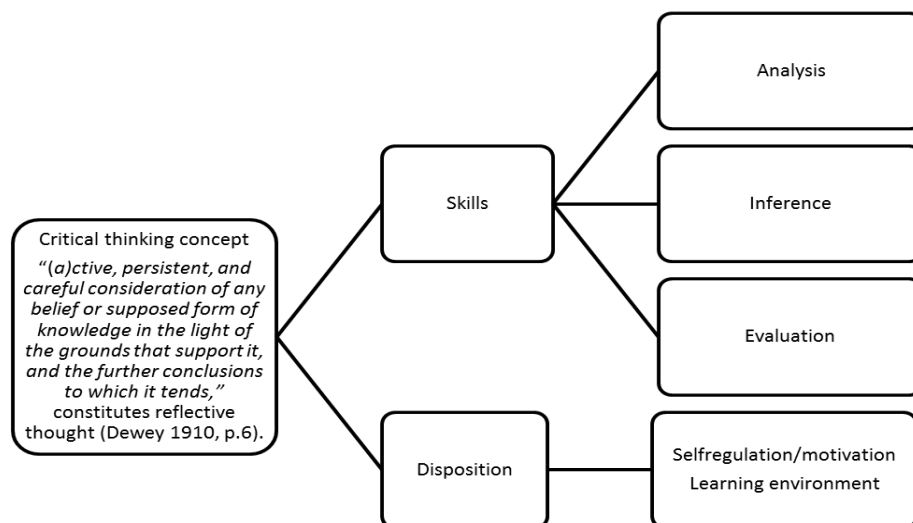 Critical thinking concept
“(a)ctive, persistent, and
careful consideration of any
belief or supposed form of
knowledge in the light of
the grounds that support it,
and the further conclusions
to which it tends,”
constitutes reflective
thought (Dewey 1910, p.6).
Skills
Analysis
Inference
Evaluation
Disposition
Selfregulation/motivation
Learning environment